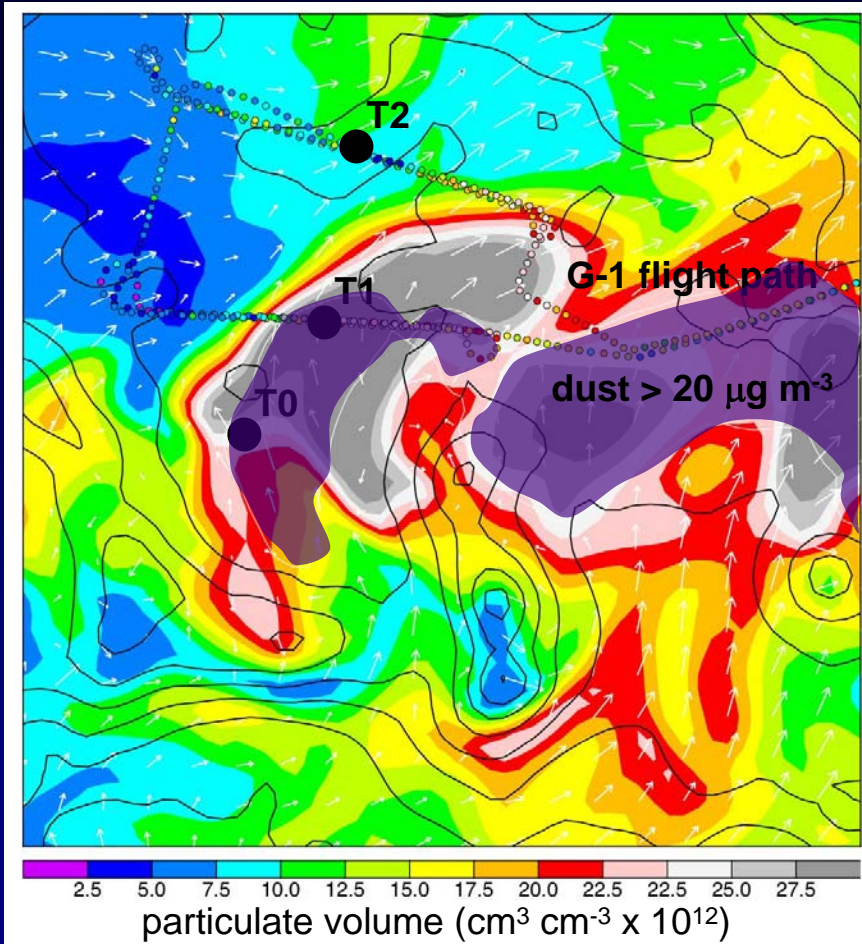 T2
G-1 flight path
T1
dust > 20 μg m⁻³
T0
2.5 5.0 7.5 10.0 12.5 15.0 17.5 20.0 22.5 22.5 25.0 27.5
particulate volume (cm³ cm⁻³ x 10¹²)